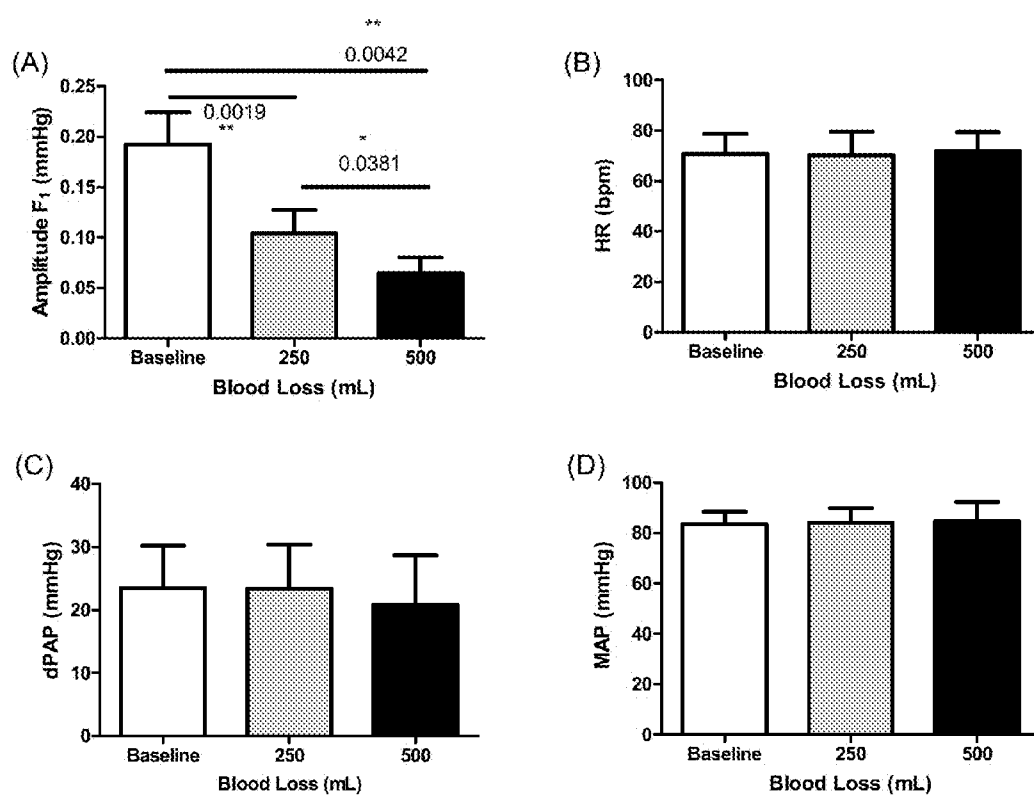 (A)
**
0.0042
0.0019
**
*
0.0381
Amplitude F₁ (mmHg)
0.25
0.20
0.15
0.10
0.05
0.00
Baseline 250 500
Blood Loss (mL)
(B)
HR (bpm)
100
80
60
40
20
0
Baseline 250 500
Blood Loss (mL)
(C)
dPAP (mmHg)
40
30
20
10
0
Baseline 250 500
Blood Loss (mL)
(D)
MAP (mmHg)
100
80
60
40
20
0
Baseline 250 500
Blood Loss (mL)